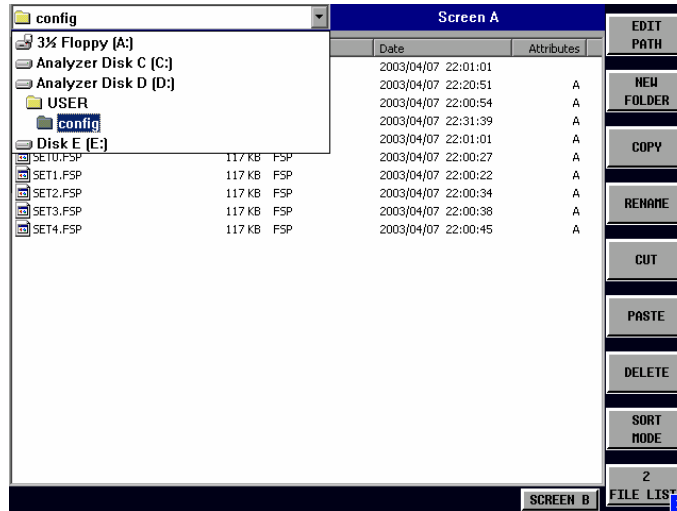 config
Screen A
3½ Floppy (A:)
Analyzer Disk C (C:)
Analyzer Disk D (D:)
USER
config
Disk E (E:)
Date Attributes
2003/04/07 22:01:01
2003/04/07 22:20:51 A
2003/04/07 22:00:54 A
2003/04/07 22:31:39 A
2003/04/07 22:01:01 A
SET0.FSP 117 KB FSP 2003/04/07 22:00:27 A
SET1.FSP 117 KB FSP 2003/04/07 22:00:22 A
SET2.FSP 117 KB FSP 2003/04/07 22:00:34 A
SET3.FSP 117 KB FSP 2003/04/07 22:00:38 A
SET4.FSP 117 KB FSP 2003/04/07 22:00:45 A
SCREEN B
EDIT
PATH
NEW
FOLDER
COPY
RENAME
CUT
PASTE
DELETE
SORT
MODE
2
FILE LIST